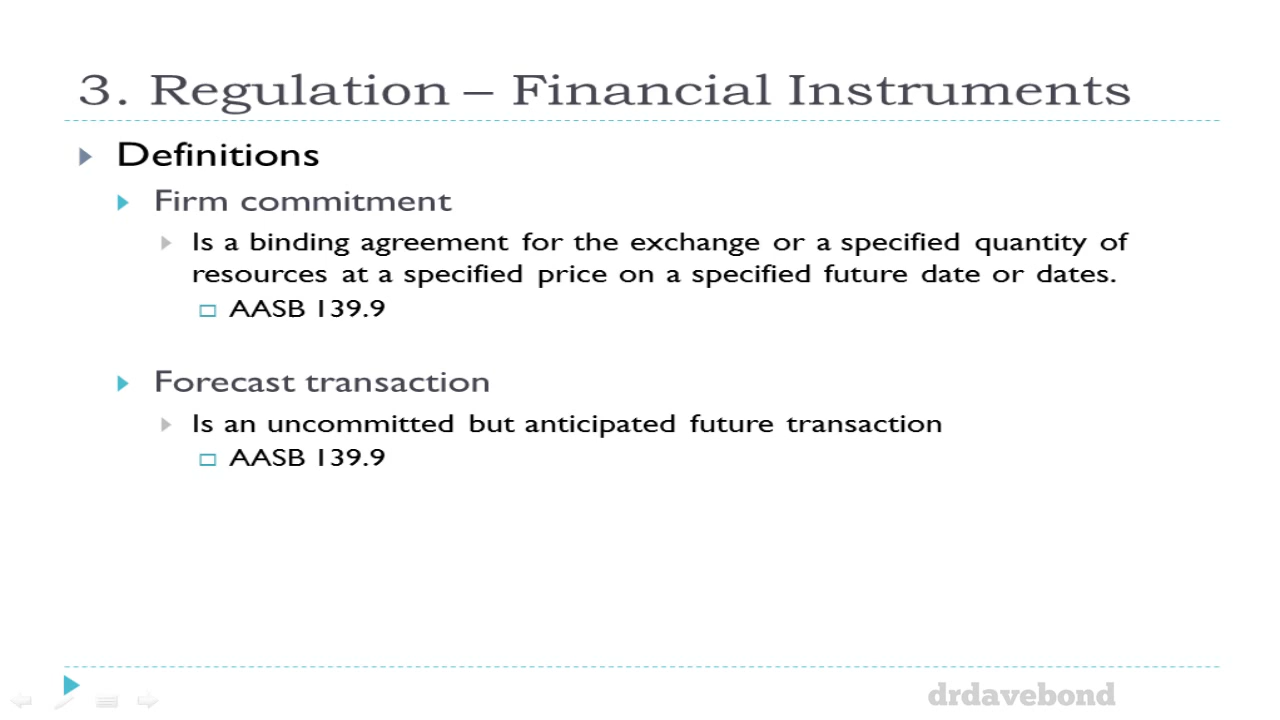 3. Regulation – Financial Instruments
Definitions
Firm commitment
Is a binding agreement for the exchange or a specified quantity of
resources at a specified price on a specified future date or dates.
AASB 139.9
Forecast transaction
Is an uncommitted but anticipated future transaction
AASB 139.9
drdavebond